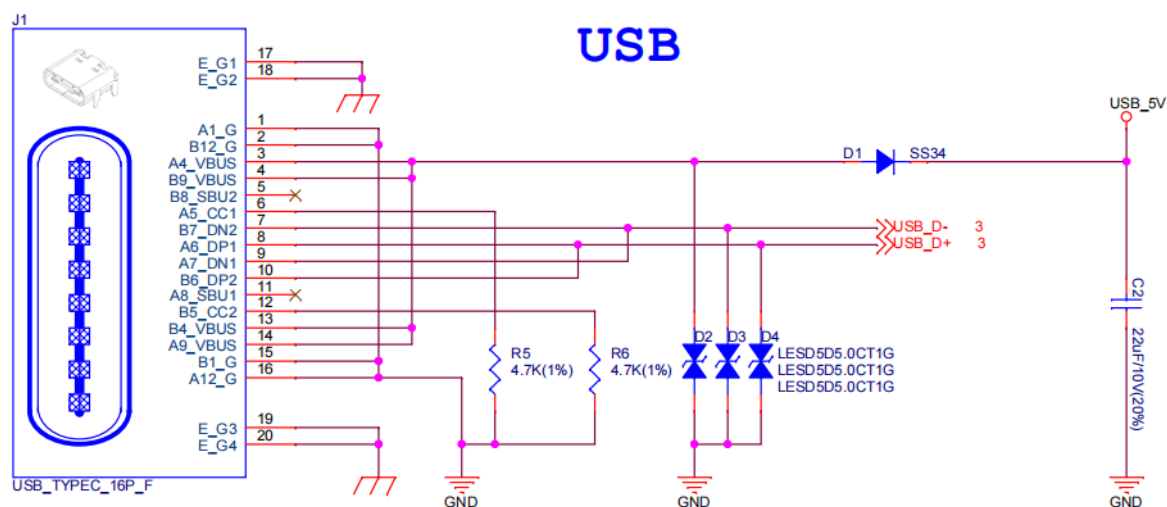 J1
USB
E_G1 17
E_G2 18
A1_G 1
B12_G 2
A4_VBUS 3
B9_VBUS 4
B8_SBU2 5
A5_CC1 6
B7_DN2 7
A6_DP1 8
A7_DN1 9
B6_DP2 10
A8_SBU1 11
B5_CC2 12
B4_VBUS 13
A9_VBUS 14
B1_G 15
A12_G 16
E_G3 19
E_G4 20
USB_TYPEC_16P_F
USB_5V
D1 SS34
USB_D- 3
USB_D+ 3
R5
4.7K(1%)
R6
4.7K(1%)
D2 D3 D4
LESD5D5.0CT1G
LESD5D5.0CT1G
LESD5D5.0CT1G
C2
22uF/10V(20%)
GND
GND
GND